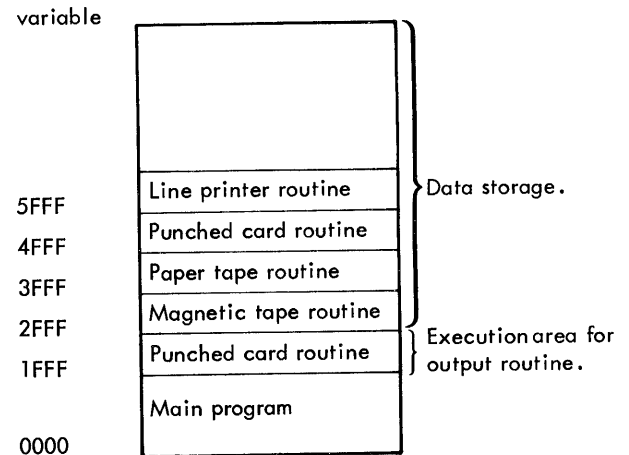 variable
Line printer routine
5FFF
Data storage.
Punched card routine
4FFF
Paper tape routine
3FFF
Magnetic tape routine
2FFF
Execution area for
output routine.
Punched card routine
1FFF
Main program
0000